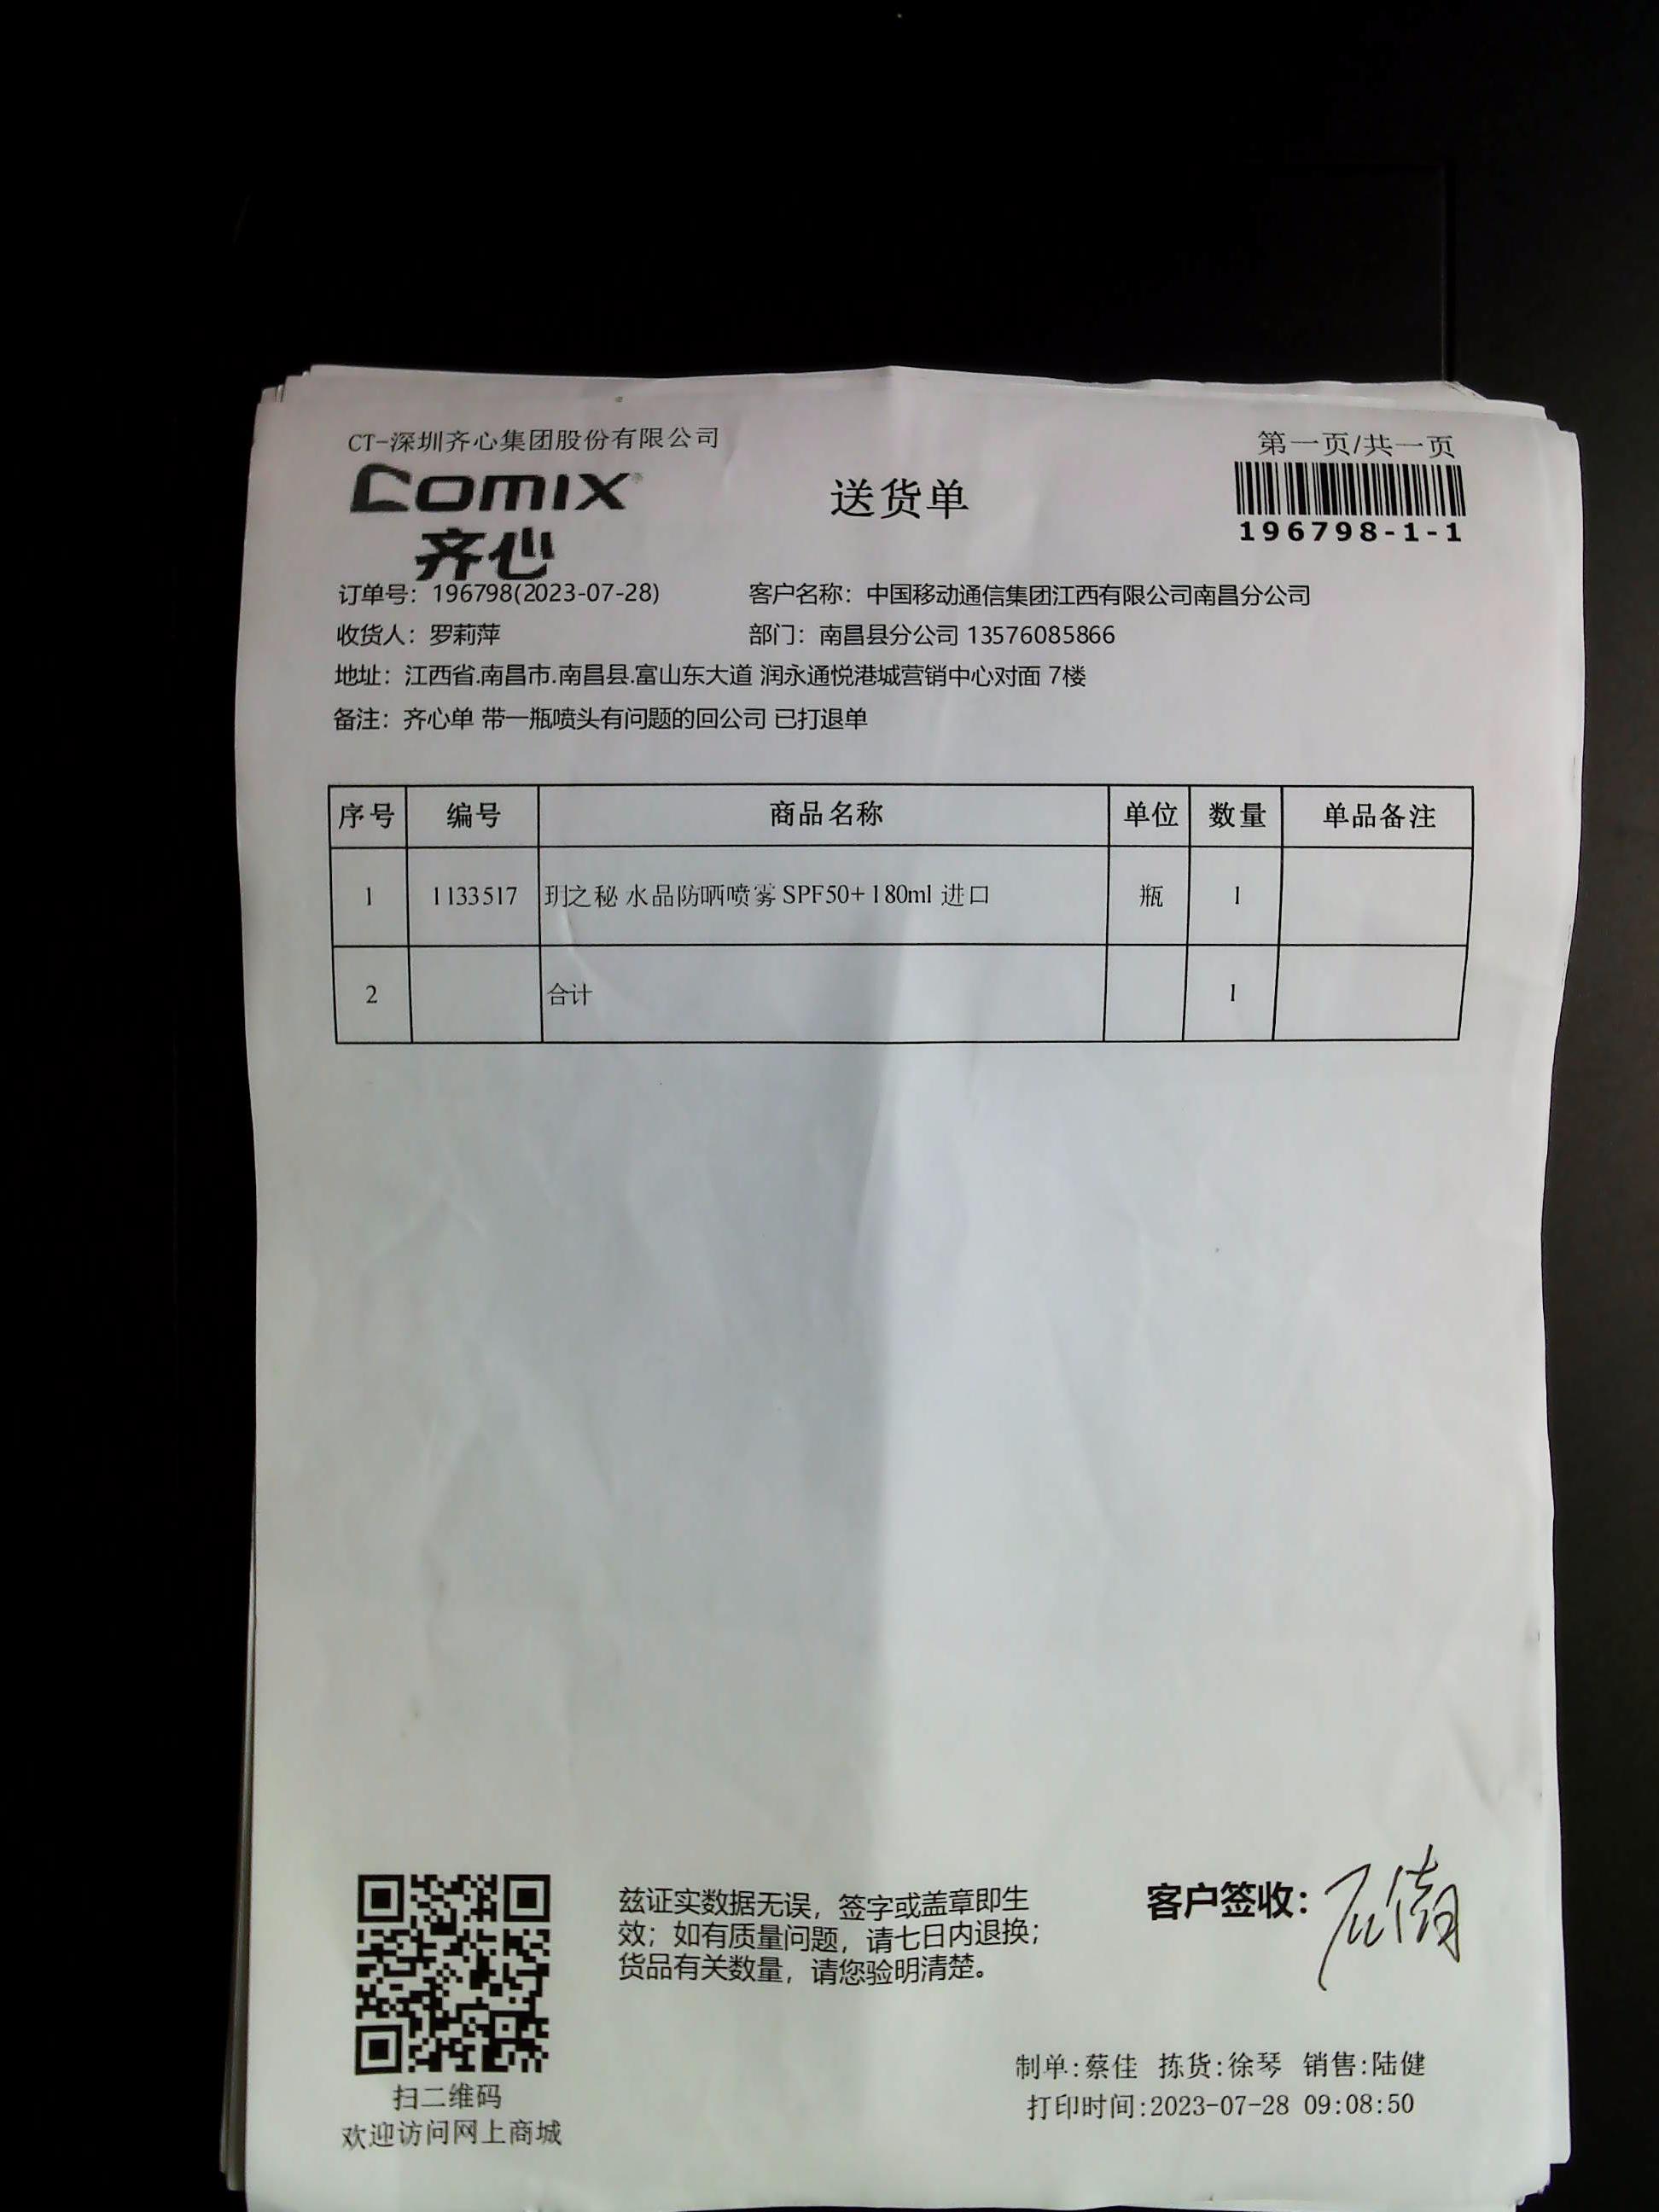 CT-深圳齐心集团股份有限公司
第一页/共一页
COMIX
齐心
送货单
196798-1-1
订单号：196798(2023-07-28) 客户名称：中国移动通信集团江西有限公司南昌分公司
收货人：罗莉萍 部门：南昌县分公司 13576085866
地址：江西省.南昌市.南昌县.富山东大道 润永通悦港城营销中心对面 7楼
备注：齐心单 带一瓶喷头有问题的回公司 已打退单
序号 编号 商品名称 单位 数量 单品备注
1 1133517 玥之秘 水品防晒喷雾 SPF50+ 180ml 进口 瓶 1
2 合计 1
兹证实数据无误，签字或盖章即生
效；如有质量问题，请七日内退换；
货品有关数量，请您验明清楚。
客户签收：
扫二维码
欢迎访问网上商城
制单:蔡佳 拣货:徐琴 销售:陆健
打印时间:2023-07-28 09:08:50